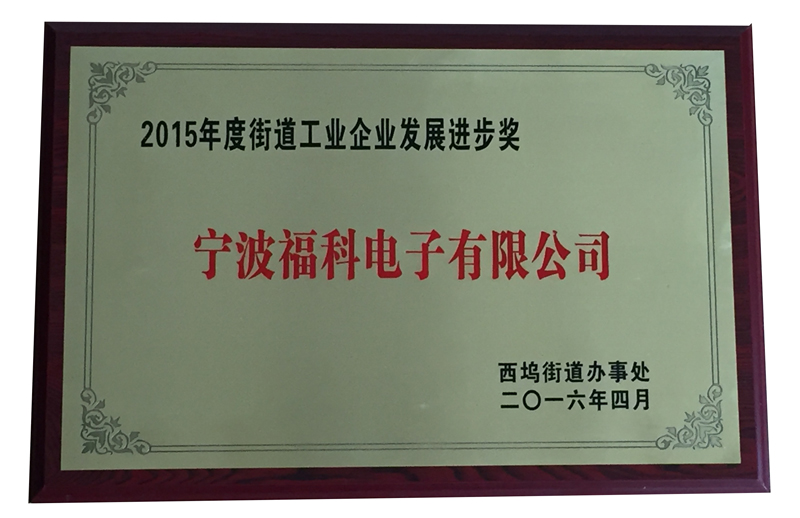 2015年度街道工业企业发展进步奖
宁波福科电子有限公司
西坞街道办事处
二〇一六年四月